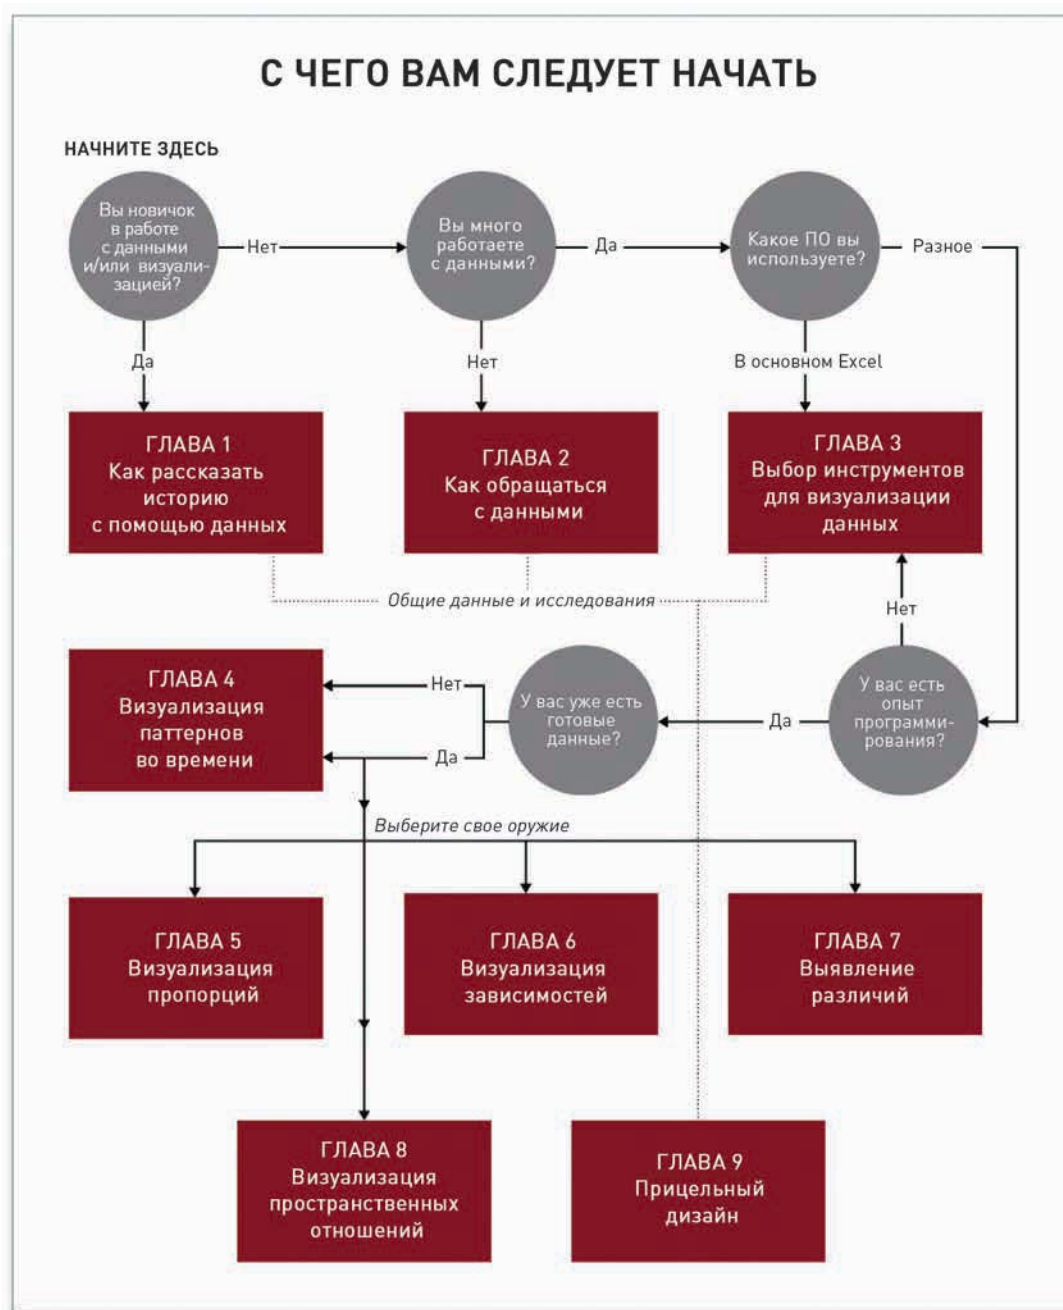 С ЧЕГО ВАМ СЛЕДУЕТ НАЧАТЬ
НАЧНИТЕ ЗДЕСЬ
Вы новичок
в работе
с данными
и/или визуали-
зацией?
Нет
Вы много
работаете
с данными?
Да
Какое ПО вы
используете?
Разное
Да
Нет
В основном Excel
ГЛАВА 1
Как рассказать
историю
с помощью данных
ГЛАВА 2
Как обращаться
с данными
ГЛАВА 3
Выбор инструментов
для визуализации
данных
Общие данные и исследования
Нет
ГЛАВА 4
Визуализация
паттернов
во времени
Нет
Да
У вас уже есть
готовые
данные?
Да
У вас есть
опыт
программи-
рования?
Выберите свое оружие
ГЛАВА 5
Визуализация
пропорций
ГЛАВА 6
Визуализация
зависимостей
ГЛАВА 7
Выявление
различий
ГЛАВА 8
Визуализация
пространственных
отношений
ГЛАВА 9
Прицельный
дизайн